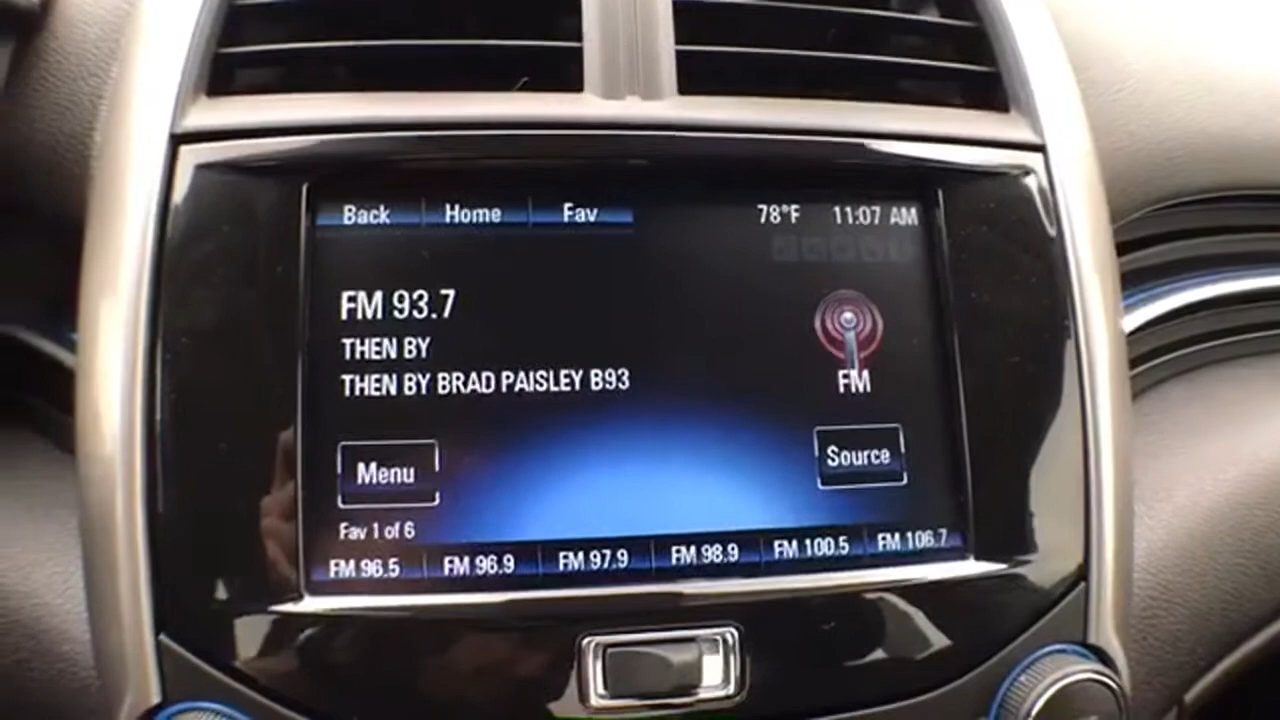 Back Home Fav 78°F 11:07 AM
FM 93.7
THEN BY
THEN BY BRAD PAISLEY B93
FM
Menu
Source
Fav 1 of 6
FM 96.5 FM 96.9 FM 97.9 FM 98.9 FM 100.5 FM 106.7